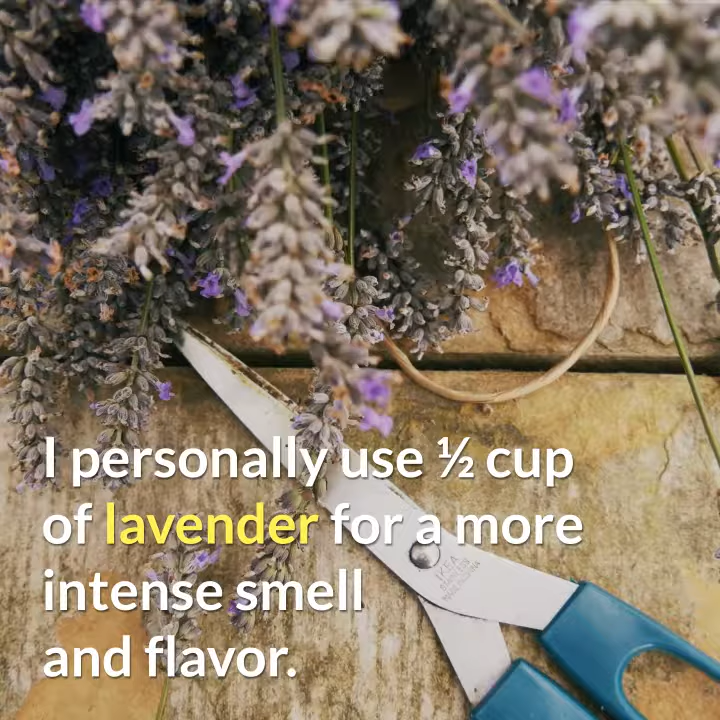 I personally use ½ cup
of lavender for a more
intense smell
and flavor.
IKEA